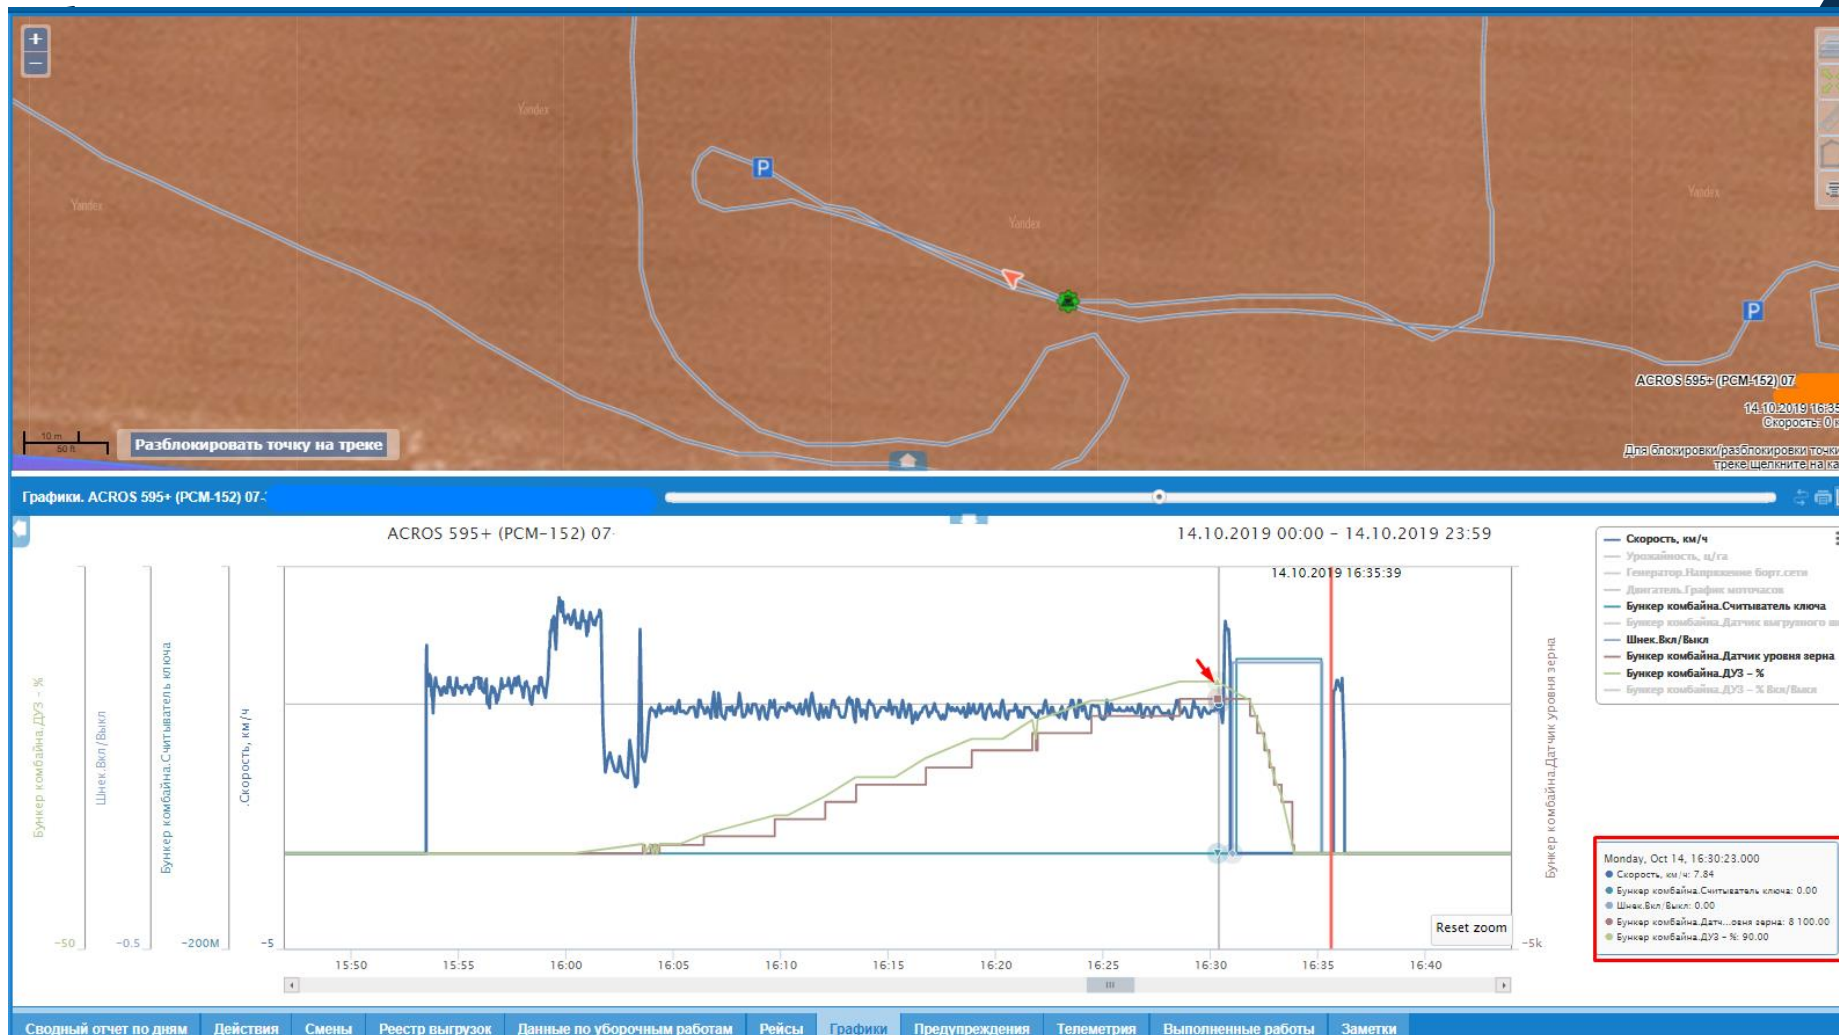 +
−
Yandex
Yandex
Yandex
Yandex
P
P
ACROS 595+ (РСМ-152) 07
14.10.2019 16:35
Скорость: 0 к
Для блокировки/разблокировки точки
треке щелкните на ка
10 m
50 ft
Разблокировать точку на треке
Графики. ACROS 595+ (РСМ-152) 07-
ACROS 595+ (РСМ-152) 07-
14.10.2019 00:00 - 14.10.2019 23:59
14.10.2019 16:35:39
Скорость, км/ч
Урожайность, ц/га
Генератор.Напряжение борт.сети
Двигатель.График моточасов
Бункер комбайна.Считыватель ключа
Бункер комбайна.Датчик выгрузного шн
Шнек.Вкл/Выкл
Бункер комбайна.Датчик уровня зерна
Бункер комбайна.ДУЗ - %
Бункер комбайна.ДУЗ - % Вкл/Выкл
Бункер комбайна.ДУЗ - %
Шнек.Вкл/Выкл
Бункер комбайна.Считыватель ключа
.Скорость, км/ч
Бункер комбайна.Датчик уровня зерна
-50
-0.5
-200M
-5
-5k
Reset zoom
15:50
15:55
16:00
16:05
16:10
16:15
16:20
16:25
16:30
16:35
16:40
Monday, Oct 14, 16:30:23.000
Скорость, км/ч: 7.84
Бункер комбайна.Считыватель ключа: 0.00
Шнек.Вкл/Выкл: 0.00
Бункер комбайна.Датч...овня зерна: 8 100.00
Бункер комбайна.ДУЗ - %: 90.00
Сводный отчет по дням
Действия
Смены
Реестр выгрузок
Данные по уборочным работам
Рейсы
Графики
Предупреждения
Телеметрия
Выполненные работы
Заметки